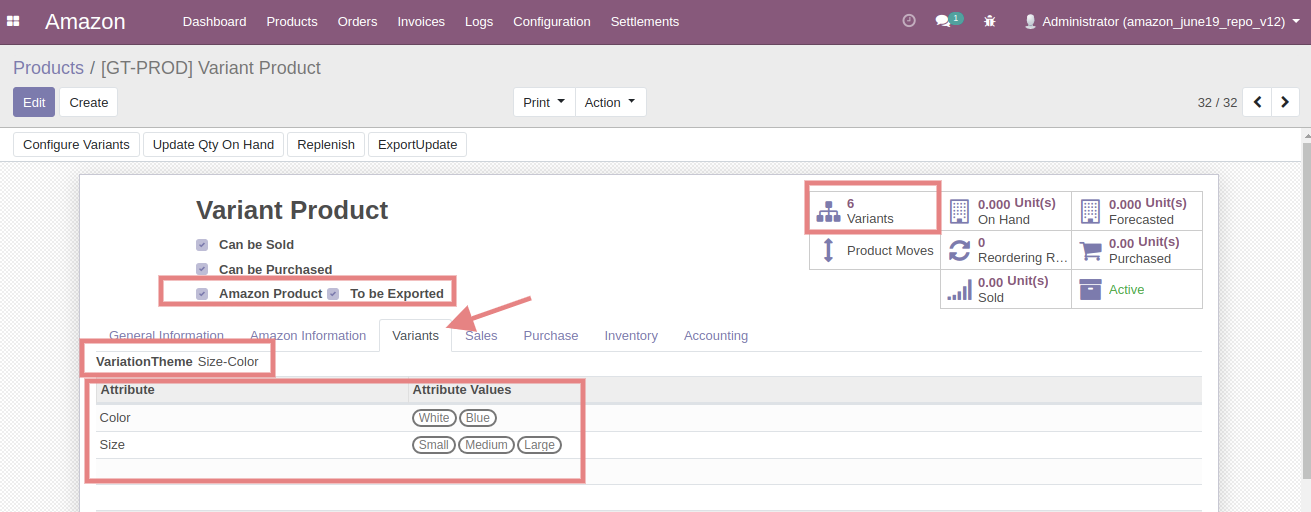 Amazon Dashboard Products Orders Invoices Logs Configuration Settlements 1 Administrator (amazon_june19_repo_v12)
Products / [GT-PROD] Variant Product
Edit Create Print Action 32 / 32
Configure Variants Update Qty On Hand Replenish ExportUpdate
Variant Product
6 Variants
0.000 Unit(s) On Hand
0.000 Unit(s) Forecasted
Can be Sold
Product Moves
0 Reordering R...
0.00 Unit(s) Purchased
Can be Purchased
0.00 Unit(s) Sold
Active
Amazon Product To be Exported
General Information Amazon Information Variants Sales Purchase Inventory Accounting
VariationTheme Size-Color
Attribute Attribute Values
Color White Blue
Size Small Medium Large